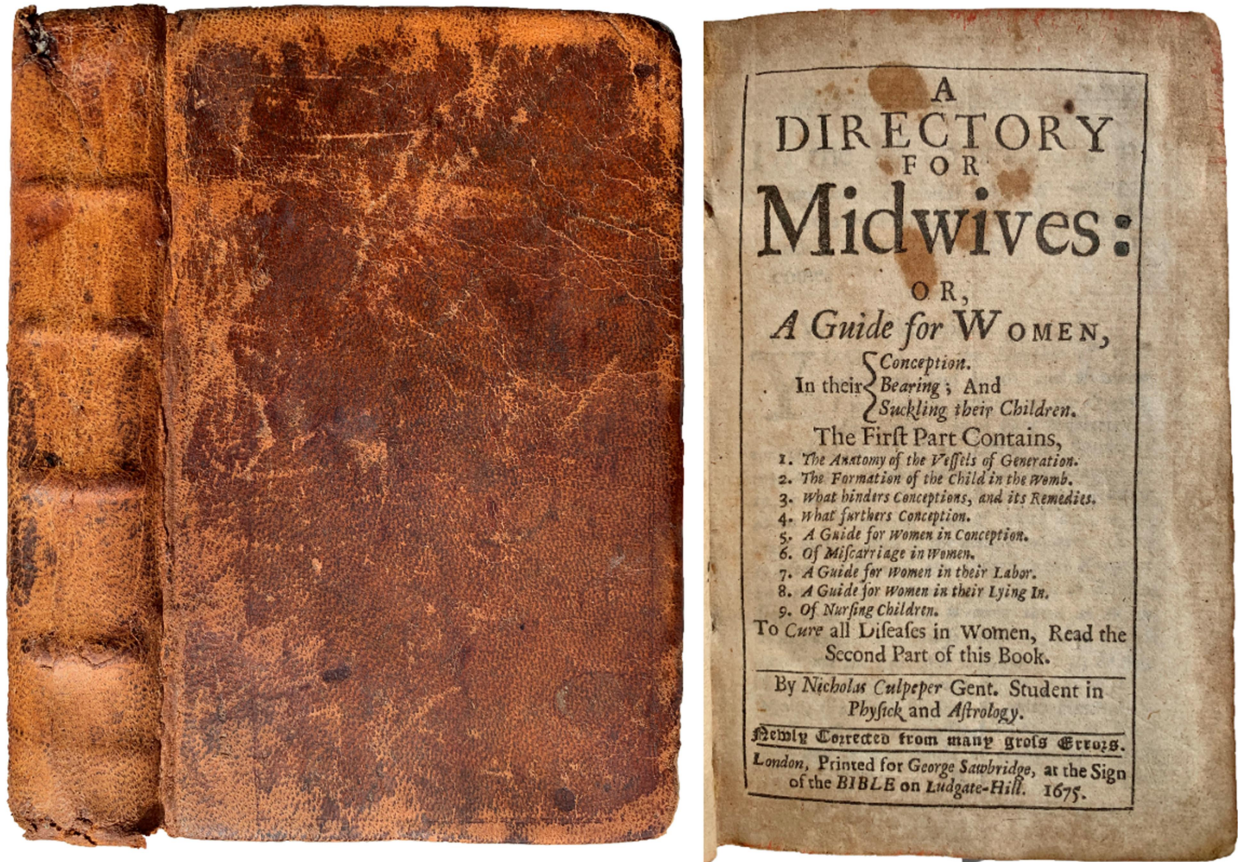 A
DIRECTORY
FOR
Midwives:
OR,
A Guide for WOMEN,
In their { Conception.
Bearing; And
Suckling their Children.
The Firſt Part Contains,
1. The Anatomy of the Veſſels of Generation.
2. The Formation of the Child in the Womb.
3. What hinders Conceptions, and its Remedies.
4. What furthers Conception.
5. A Guide for Women in Conception.
6. Of Miſcarriage in Women.
7. A Guide for Women in their Labor.
8. A Guide for Women in their Lying In.
9. Of Nurſing Children.
To Cure all Diſeaſes in Women, Read the
Second Part of this Book.
By Nicholas Culpeper Gent. Student in
Phyſick and Aſtrology.
Newly Corrected from many groſs Errors.
London, Printed for George Sawbridge, at the Sign
of the BIBLE on Ludgate-Hill. 1675.